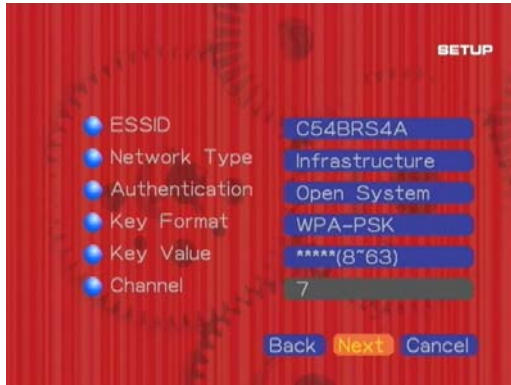 SETUP
ESSID C54BRS4A
Network Type Infrastructure
Authentication Open System
Key Format WPA-PSK
Key Value *****(8~63)
Channel 7
Back Next Cancel